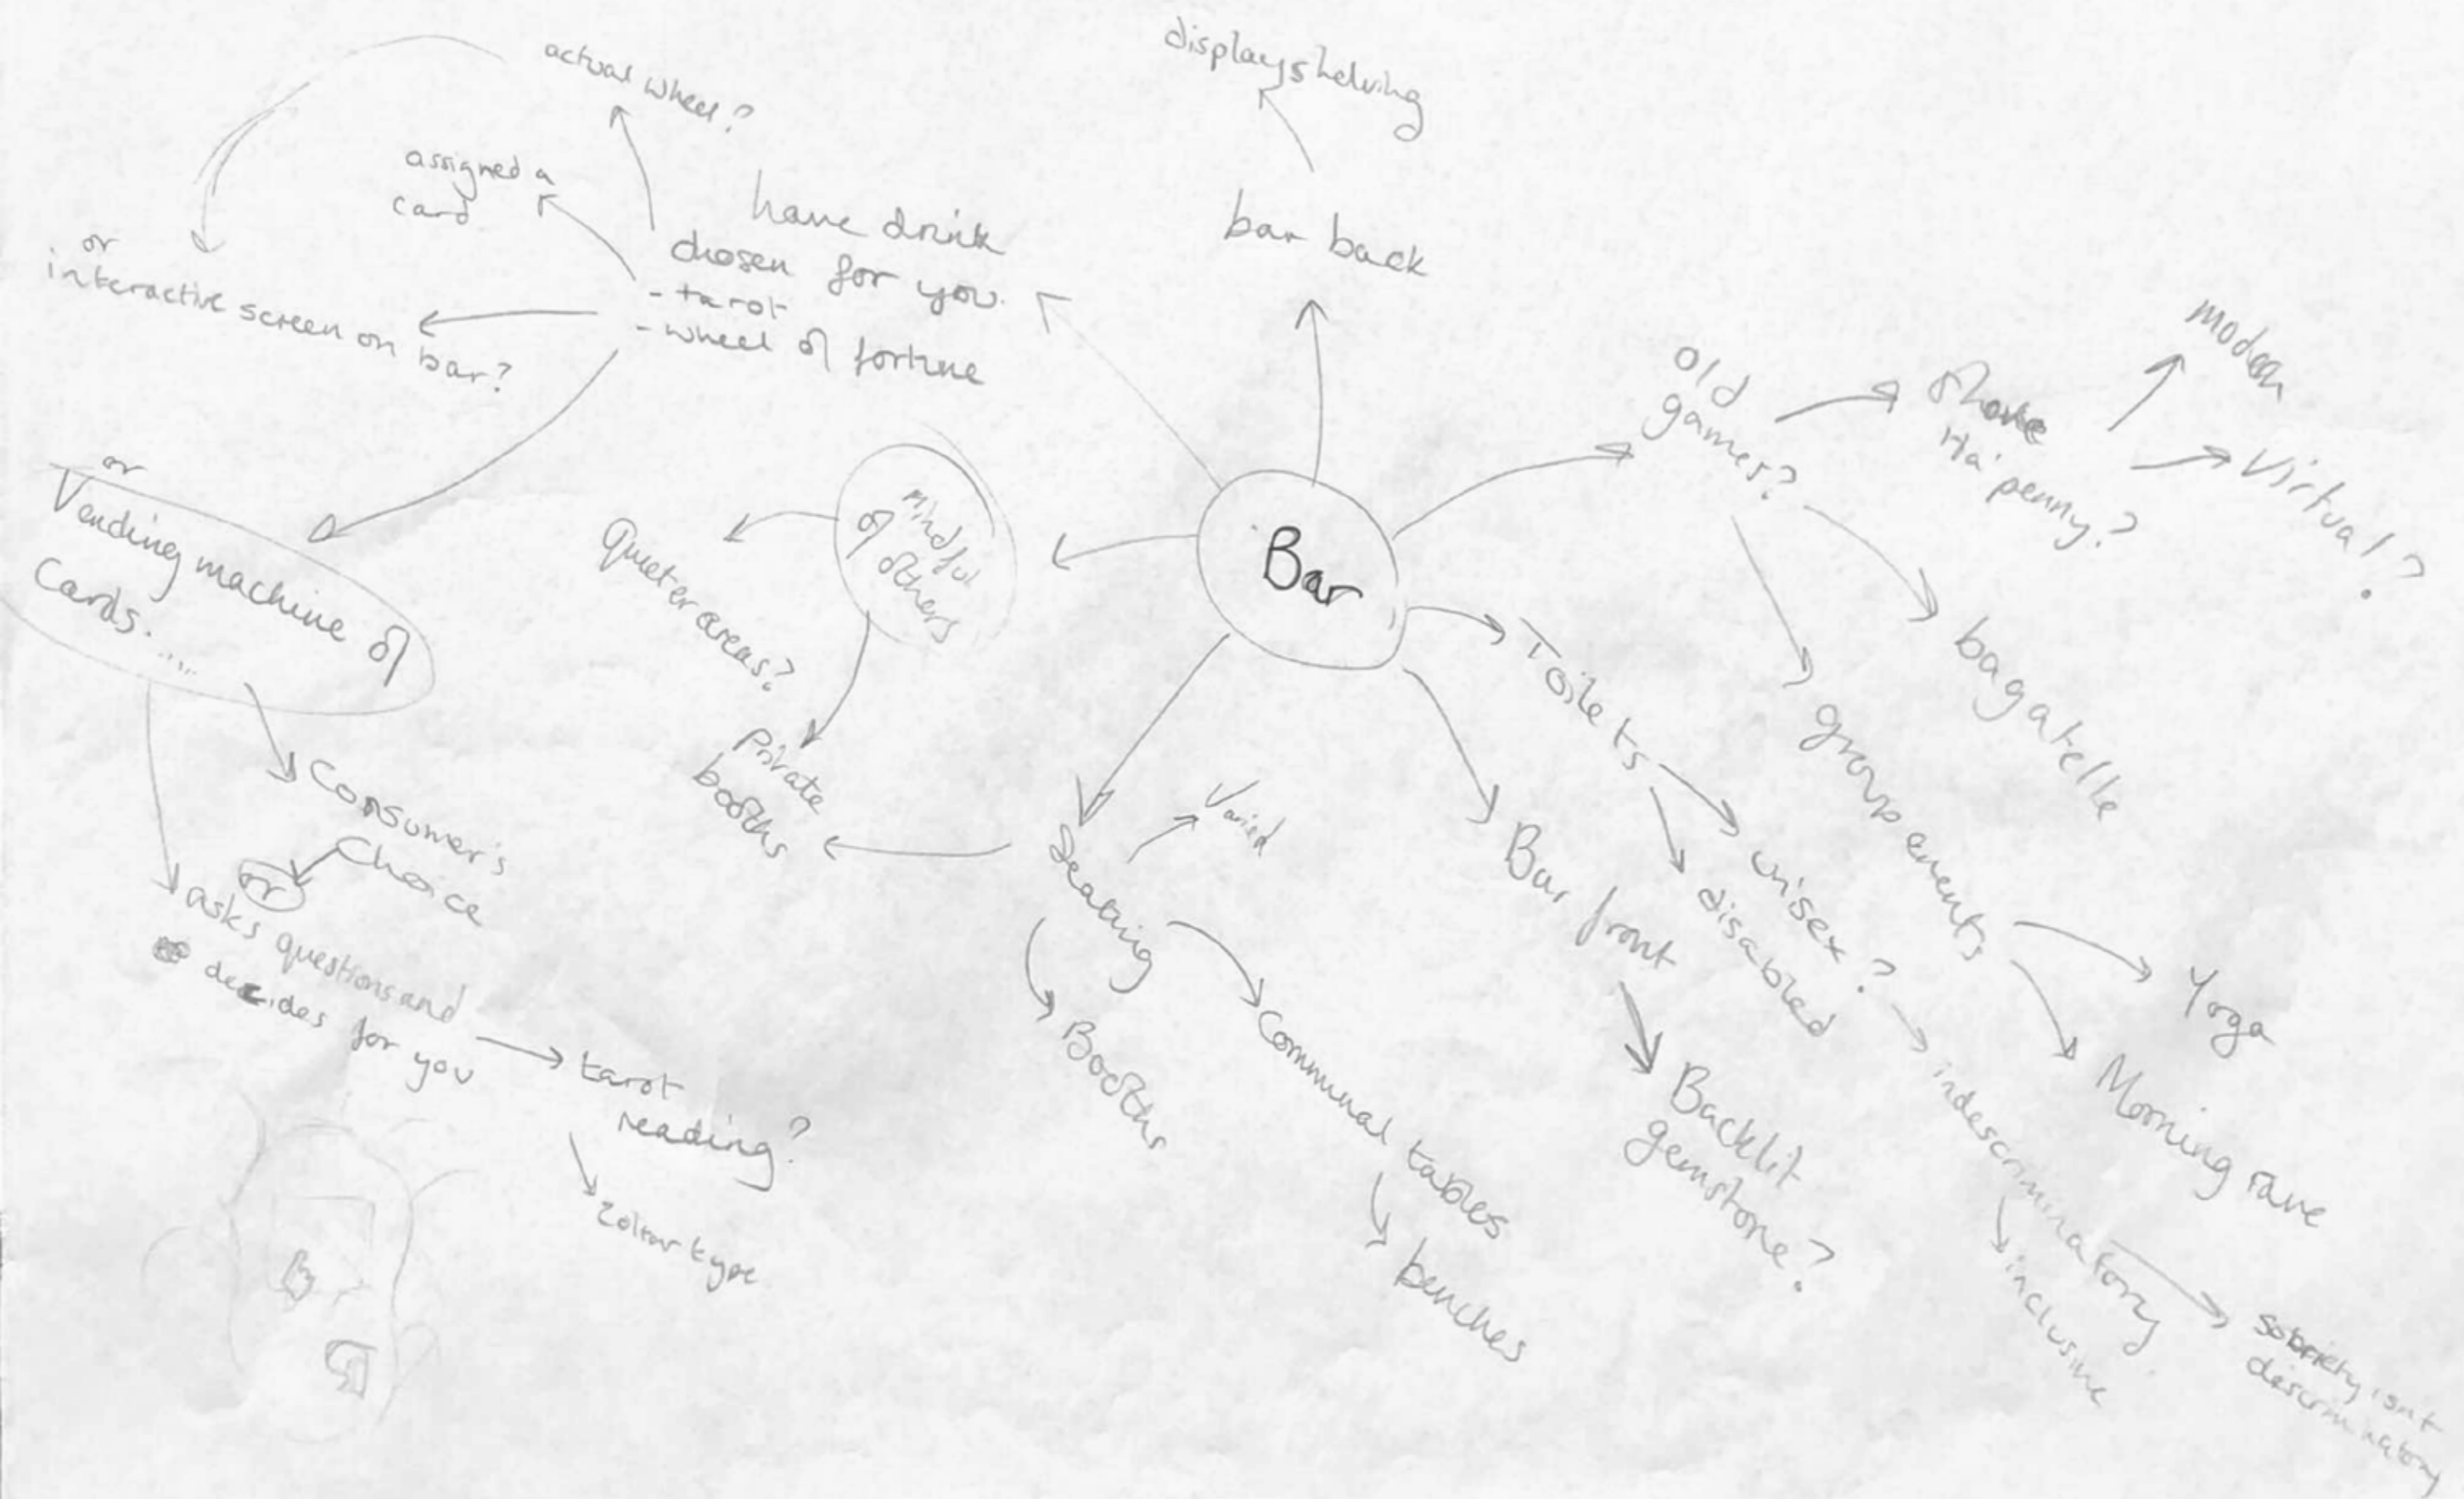 actual wheel?
assigned a
card
or
interactive screen on bar?
have drink
chosen for you.
- tarot
- wheel of fortune
display shelving
bar back
Bar
old
games?
Shove
Ha'penny?
modern
Virtual?
bagatelle
group events
Yoga
Morning rave
Toilets
unisex?
disabled
indescriminatory
inclusive
sobriety isn't
descriminatory
Bar front
Backlit
gemstone?
Seating
Varied
Communal tables
benches
Booths
Mindful
of others
Quieter areas?
Private
booths
or
Vending machine of
Cards.....
Consumer's
Choice
or
asks questions and
decides for you
tarot
reading?
Zoltar type